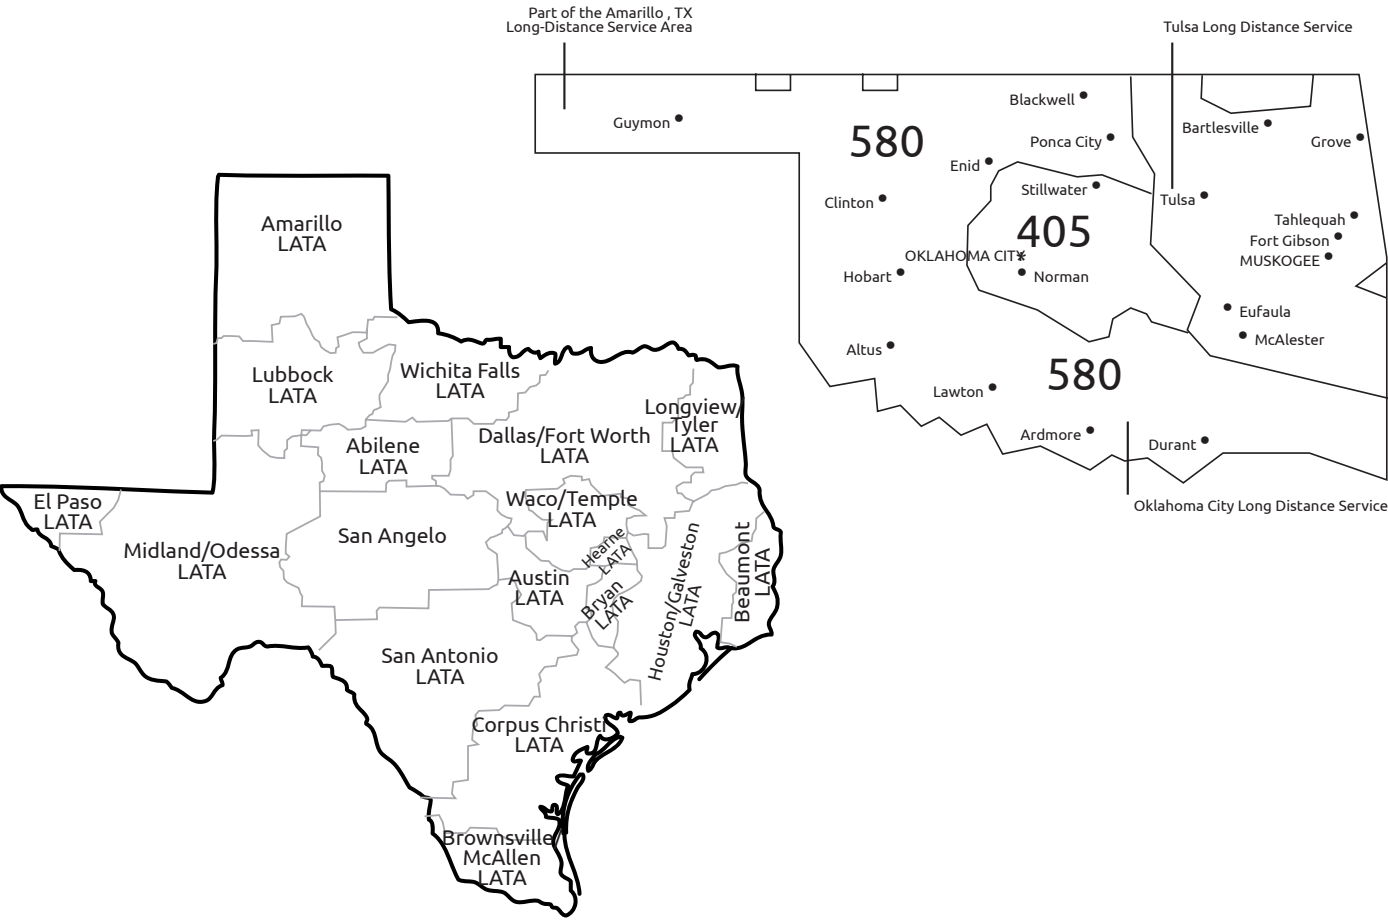 Part of the Amarillo , TX
Long-Distance Service Area
Tulsa Long Distance Service
Guymon
580
Blackwell
Ponca City
Enid
Bartlesville
Grove
Clinton
Stillwater
Tulsa
405
Tahlequah
Fort Gibson
MUSKOGEE
OKLAHOMA CITY
Hobart
Norman
Eufaula
McAlester
Altus
580
Lawton
Ardmore
Durant
Oklahoma City Long Distance Service
Amarillo
LATA
Lubbock
LATA
Wichita Falls
LATA
Abilene
LATA
Dallas/Fort Worth
LATA
Longview/
Tyler
LATA
El Paso
LATA
Midland/Odessa
LATA
San Angelo
Waco/Temple
LATA
Hearne
LATA
Austin
LATA
Bryan
LATA
Houston/Galveston
LATA
Beaumont
LATA
San Antonio
LATA
Corpus Christi
LATA
Brownsville
McAllen
LATA